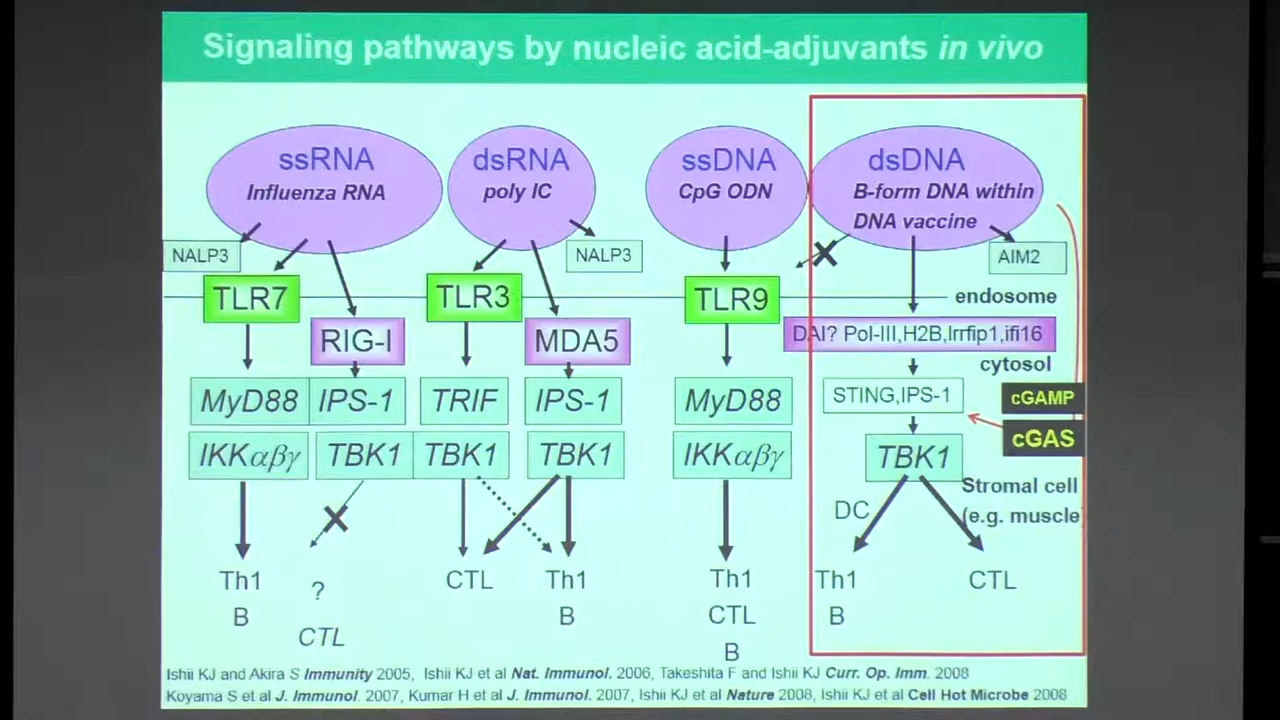 Signaling pathways by nucleic acid-adjuvants in vivo
ssRNA
Influenza RNA
dsRNA
poly IC
ssDNA
CpG ODN
dsDNA
B-form DNA within
DNA vaccine
NALP3
NALP3
AIM2
TLR7
TLR3
TLR9
endosome
RIG-I
MDA5
DAI? Pol-III,H2B,lrrfip1,ifi16
cytosol
MyD88
IPS-1
TRIF
IPS-1
MyD88
STING,IPS-1
cGAMP
cGAS
IKKαβγ
TBK1
TBK1
TBK1
IKKαβγ
TBK1
Stromal cell
(e.g. muscle)
DC
Th1
B
?
CTL
CTL
Th1
B
Th1
CTL
B
Th1
B
CTL
Ishii KJ and Akira S Immunity 2005, Ishii KJ et al Nat. Immunol. 2006, Takeshita F and Ishii KJ Curr. Op. Imm. 2008
Koyama S et al J. Immunol. 2007, Kumar H et al J. Immunol. 2007, Ishii KJ et al Nature 2008, Ishii KJ et al Cell Hot Microbe 2008